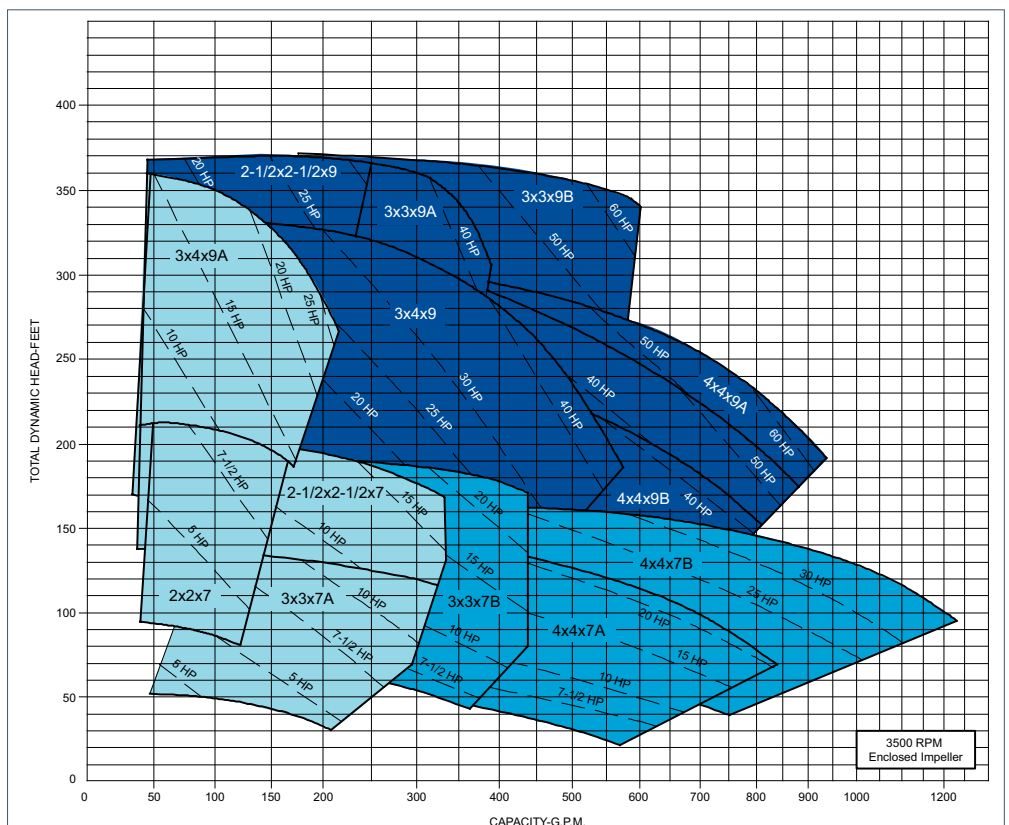 TOTAL DYNAMIC HEAD-FEET
400
350
300
250
200
150
100
50
0
20 HP
2-1/2x2-1/2x9
25 HP
3x3x9A
40 HP
3x3x9B
50 HP
60 HP
3x4x9A
10 HP
15 HP
20 HP
25 HP
3x4x9
20 HP
25 HP
30 HP
40 HP
50 HP
40 HP
4x4x9A
60 HP
50 HP
4x4x9B
40 HP
7-1/2 HP
5 HP
2x2x7
2-1/2x2-1/2x7
10 HP
15 HP
20 HP
3x3x7A
10 HP
7-1/2 HP
5 HP
5 HP
15 HP
3x3x7B
10 HP
7-1/2 HP
4x4x7B
30 HP
25 HP
20 HP
4x4x7A
15 HP
10 HP
7-1/2 HP
3500 RPM
Enclosed Impeller
0 50 100 150 200 300 400 500 600 700 800 900 1000 1200
CAPACITY-G.P.M.